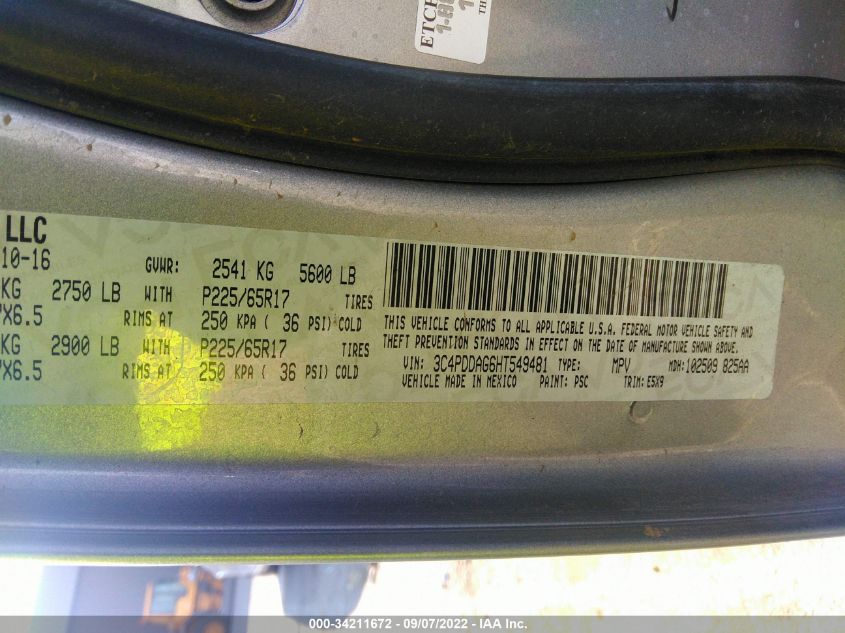 ETCH
LLC
10-16 GVWR: 2541 KG 5600 LB
KG 2750 LB WITH P225/65R17 TIRES
X6.5 RIMS AT 250 KPA ( 36 PSI) COLD
KG 2900 LB WITH P225/65R17 TIRES
X6.5 RIMS AT 250 KPA ( 36 PSI) COLD
THIS VEHICLE CONFORMS TO ALL APPLICABLE U.S.A. FEDERAL MOTOR VEHICLE SAFETY AND
THEFT PREVENTION STANDARDS IN EFFECT ON THE DATE OF MANUFACTURE SHOWN ABOVE.
VIN: 3C4PDDAG6HT549481 TYPE: MPV MDH: 102509 825AA
VEHICLE MADE IN MEXICO PAINT: PSC TRIM: E5X9
000-34211672 - 09/07/2022 - IAA Inc.